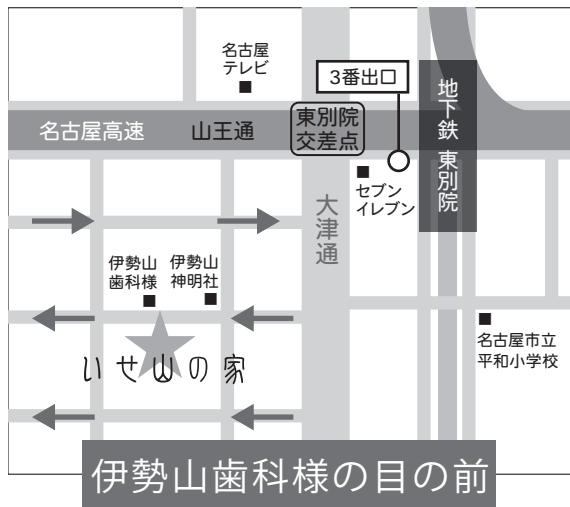 名古屋
テレビ
3番出口
地下鉄 東別院
名古屋高速
山王通
東別院
交差点
セブン
イレブン
大津通
伊勢山
歯科様
伊勢山
神明社
名古屋市立
平和小学校
いせ山の家
伊勢山歯科様の目の前